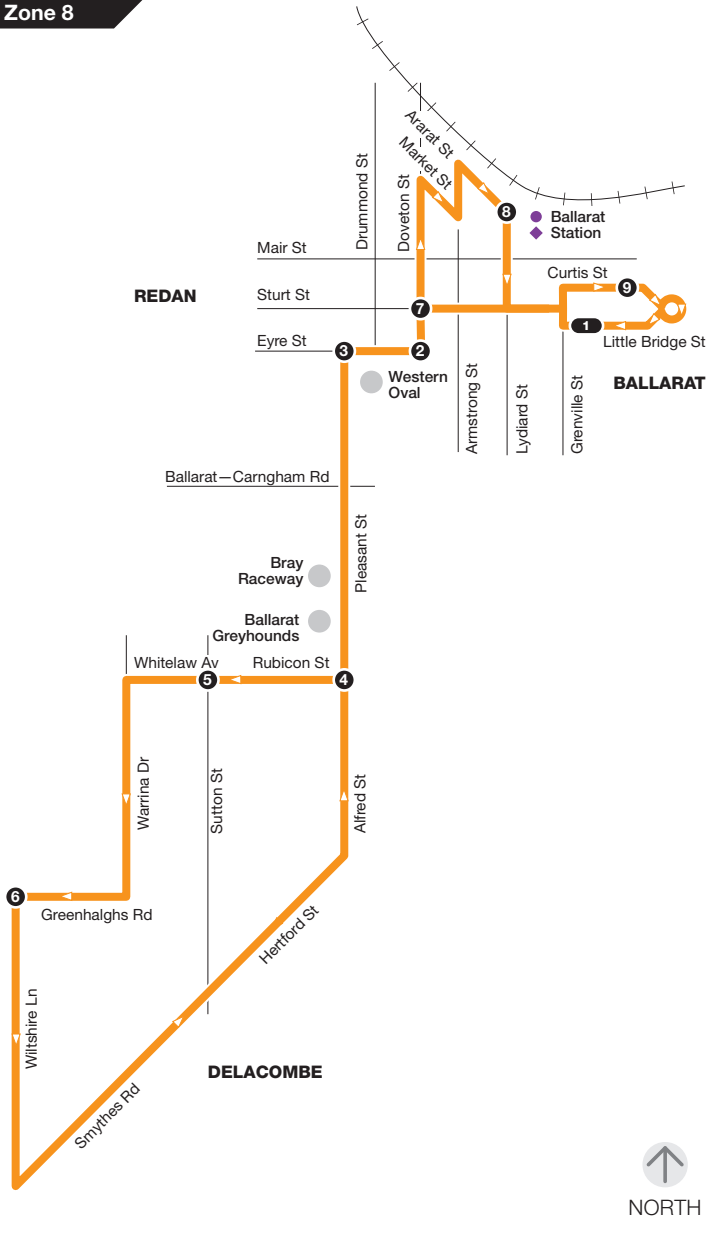 Zone 8
Ararat St
Market St
Drummond St
Doveton St
8
Ballarat
Station
Mair St
Curtis St
REDAN
Sturt St
9
7
1
Eyre St
3
2
Little Bridge St
Western
Oval
BALLARAT
Armstrong St
Lydiard St
Grenville St
Ballarat—Carngham Rd
Pleasant St
Bray
Raceway
Ballarat
Greyhounds
Whitelaw Av
Rubicon St
5
4
Warrina Dr
Sutton St
Alfred St
6
Greenhalghs Rd
Hertford St
Wiltshire Ln
DELACOMBE
Smythes Rd
NORTH